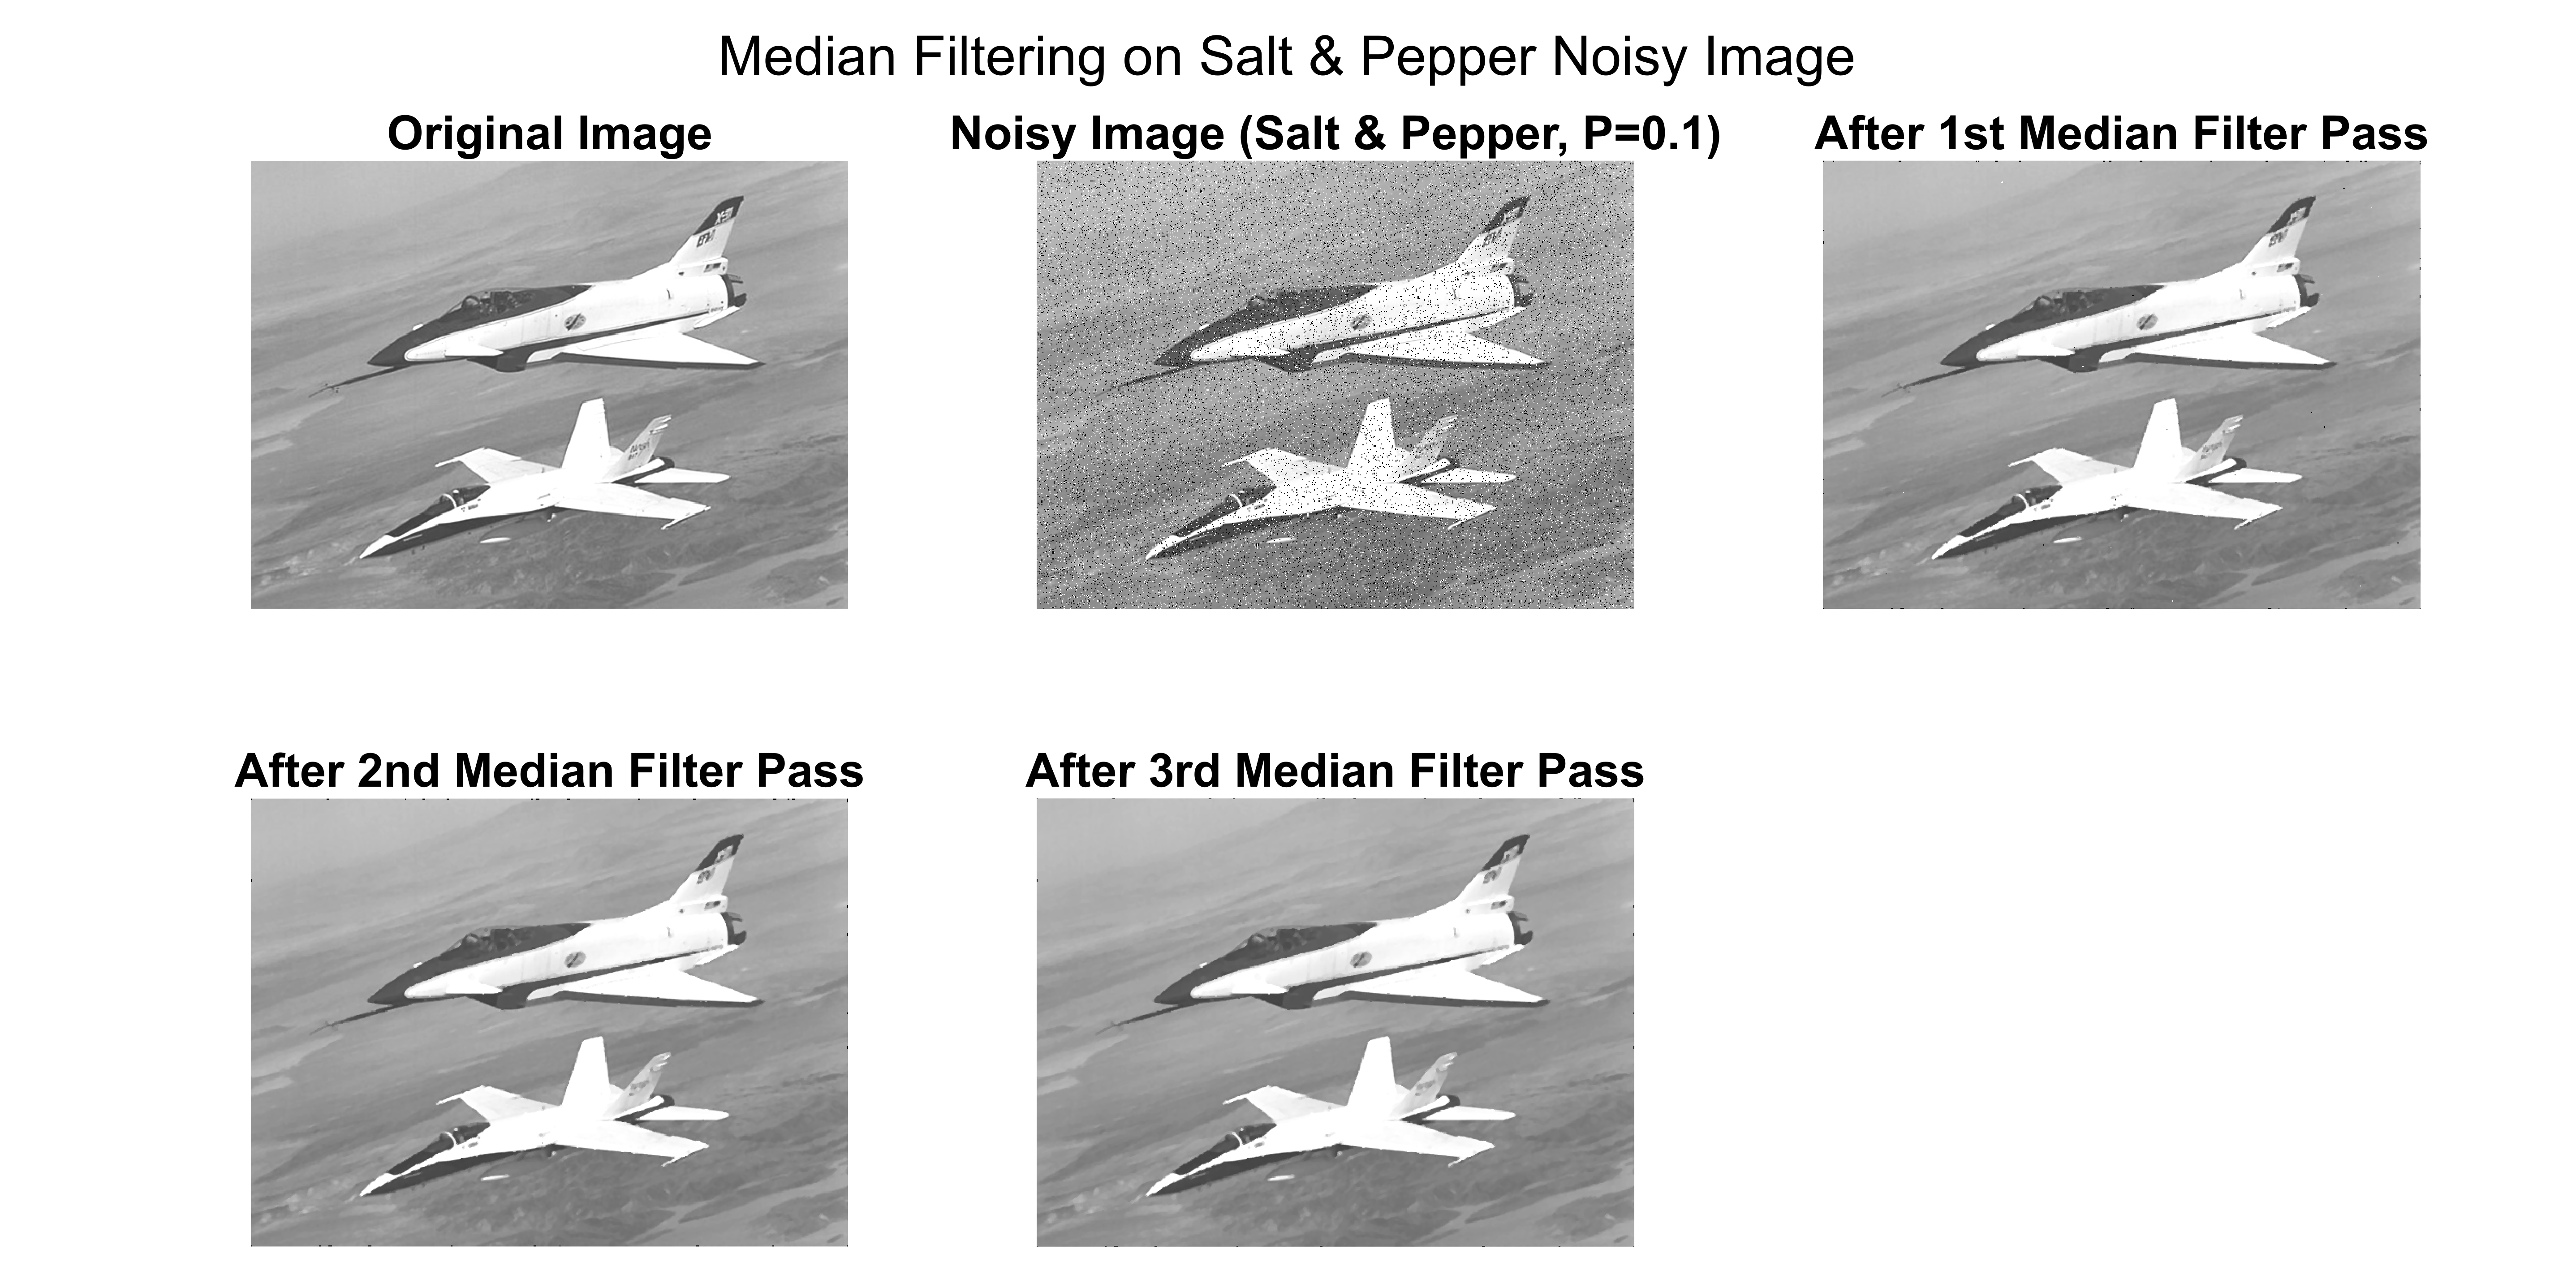 Median Filtering on Salt & Pepper Noisy Image
Original Image
Noisy Image (Salt & Pepper, P=0.1)
After 1st Median Filter Pass
X-31
After 2nd Median Filter Pass
After 3rd Median Filter Pass